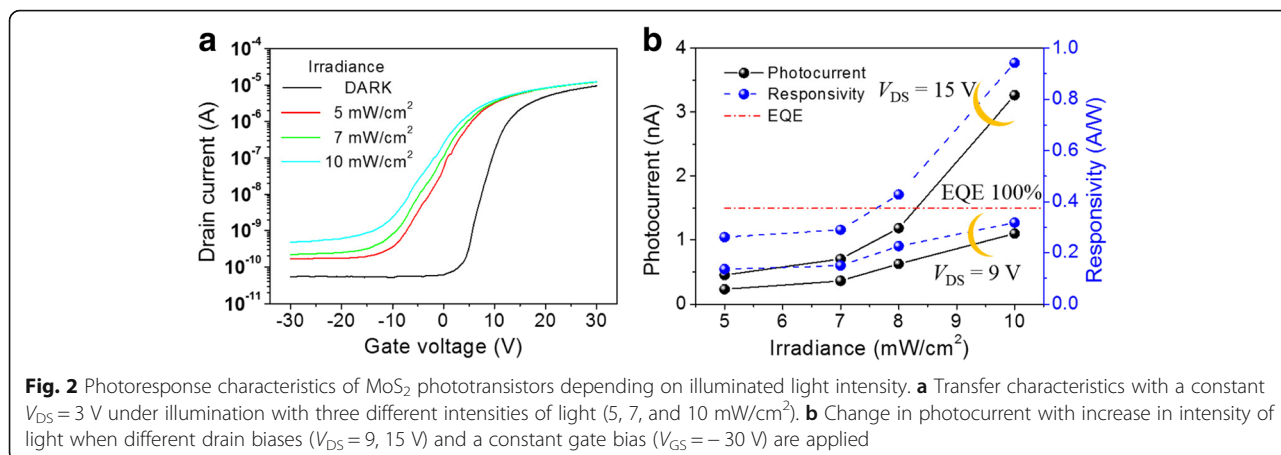 a
Irradiance
DARK
5 mW/cm²
7 mW/cm²
10 mW/cm²
Drain current (A)
10⁻⁴
10⁻⁵
10⁻⁶
10⁻⁷
10⁻⁸
10⁻⁹
10⁻¹⁰
10⁻¹¹
-30 -20 -10 0 10 20 30
Gate voltage (V)
b
Photocurrent
Responsivity
EQE
V_DS = 15 V
EQE 100%
V_DS = 9 V
Photocurrent (nA)
4
3
2
1
0
Responsivity (A/W)
1.0
0.8
0.6
0.4
0.2
0.0
5 6 7 8 9 10
Irradiance (mW/cm²)
Fig. 2 Photoresponse characteristics of MoS₂ phototransistors depending on illuminated light intensity. a Transfer characteristics with a constant
V_DS = 3 V under illumination with three different intensities of light (5, 7, and 10 mW/cm²). b Change in photocurrent with increase in intensity of
light when different drain biases (V_DS = 9, 15 V) and a constant gate bias (V_GS = − 30 V) are applied